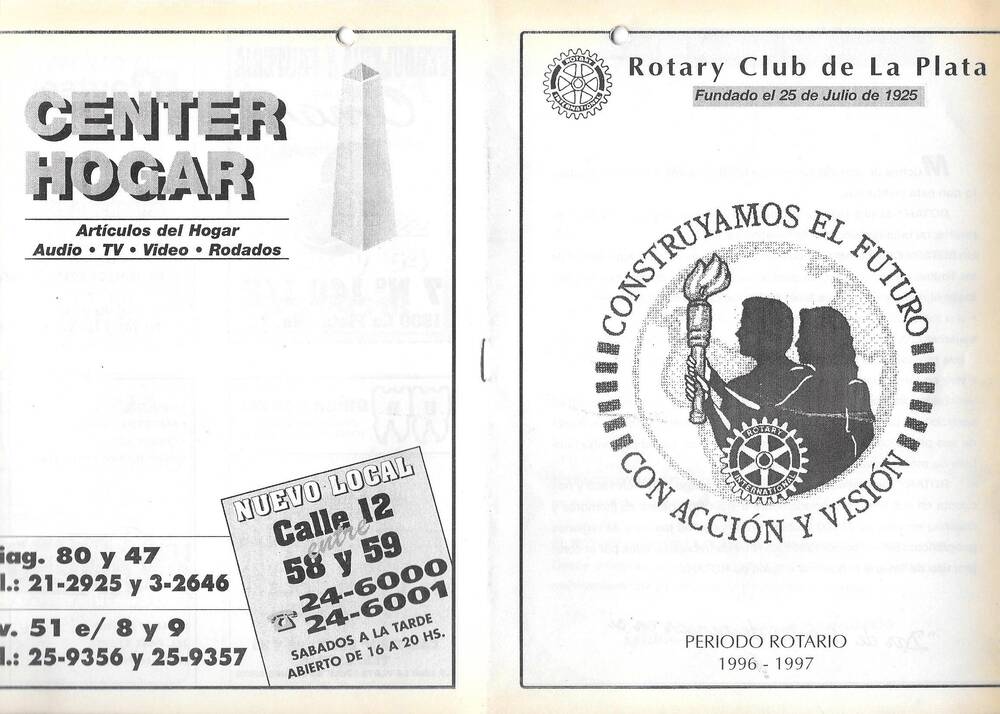 CENTER
HOGAR
Artículos del Hogar
Audio • TV • Video • Rodados
NUEVO LOCAL
Calle 12
entre
58 y 59
24-6000
24-6001
SABADOS A LA TARDE
ABIERTO DE 16 A 20 HS.
iag. 80 y 47
l.: 21-2925 y 3-2646
v. 51 e/ 8 y 9
l.: 25-9356 y 25-9357
ROTARY
INTERNATIONAL
Rotary Club de La Plata
Fundado el 25 de Julio de 1925
CONSTRUYAMOS EL FUTURO
ROTARY
INTERNATIONAL
CON ACCIÓN Y VISIÓN
PERIODO ROTARIO
1996 - 1997